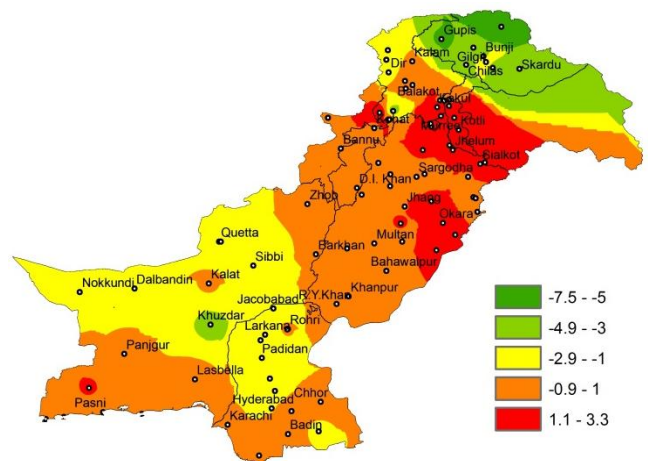 Gupis
Kalam
Gilgit
Bunji
Dir
Chilas
Skardu
Balakot
Kakul
Murree
Kotli
Bannu
Jhelum
Sialkot
D.I. Khan
Sargodha
Zhob
Jhang
Okara
Quetta
Multan
Sibbi
Barkhan
Bahawalpur
Nokkundi
Dalbandin
Kalat
R.Y.Khan
Khanpur
Jacobabad
Khuzdar
Larkana
Rohri
Padidan
Panjgur
Lasbella
Pasni
Hyderabad
Chhor
Karachi
Badin
-7.5 - -5
-4.9 - -3
-2.9 - -1
-0.9 - 1
1.1 - 3.3